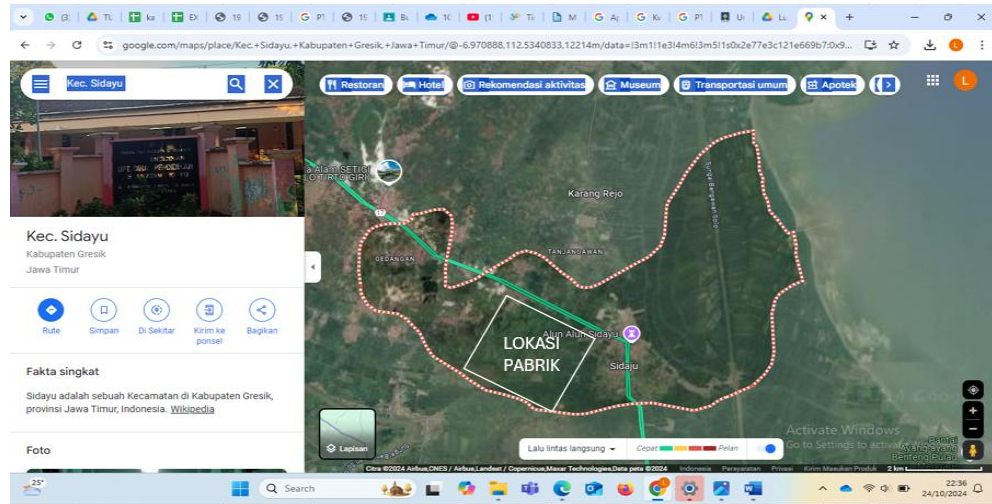 google.com/maps/place/Kec.+Sidayu,+Kabupaten+Gresik,+Jawa+Timur/@-6.970888,112.5340833,12214m/data=!3m1!1e3!4m6!3m5!1s0x2e77e3c121e669b7:0x9...
Kec. Sidayu
Restoran
Hotel
Rekomendasi aktivitas
Museum
Transportasi umum
Apotek
L
Kec. Sidayu
Kabupaten Gresik
Jawa Timur
Rute
Simpan
Di Sekitar
Kirim ke
ponsel
Bagikan
Fakta singkat
Sidayu adalah sebuah Kecamatan di Kabupaten Gresik,
provinsi Jawa Timur, Indonesia. Wikipedia
Foto
Karang Rejo
Sungai Bengawan Solo
TANJANGAWAN
GEDANGAN
17
LOKASI
PABRIK
Alun Alun Sidayu
Sidaju
Lapisan
Lalu lintas langsung
Cepat
Pelan
Activate Windows
Go to Settings to activate
Citra ©2024 Airbus,CNES / Airbus,Landsat / Copernicus,Maxar Technologies,Data peta ©2024
Indonesia
Persyaratan
Privasi
Kirim Masukan Produk
2 km
25°
Search
22:36
24/10/2024